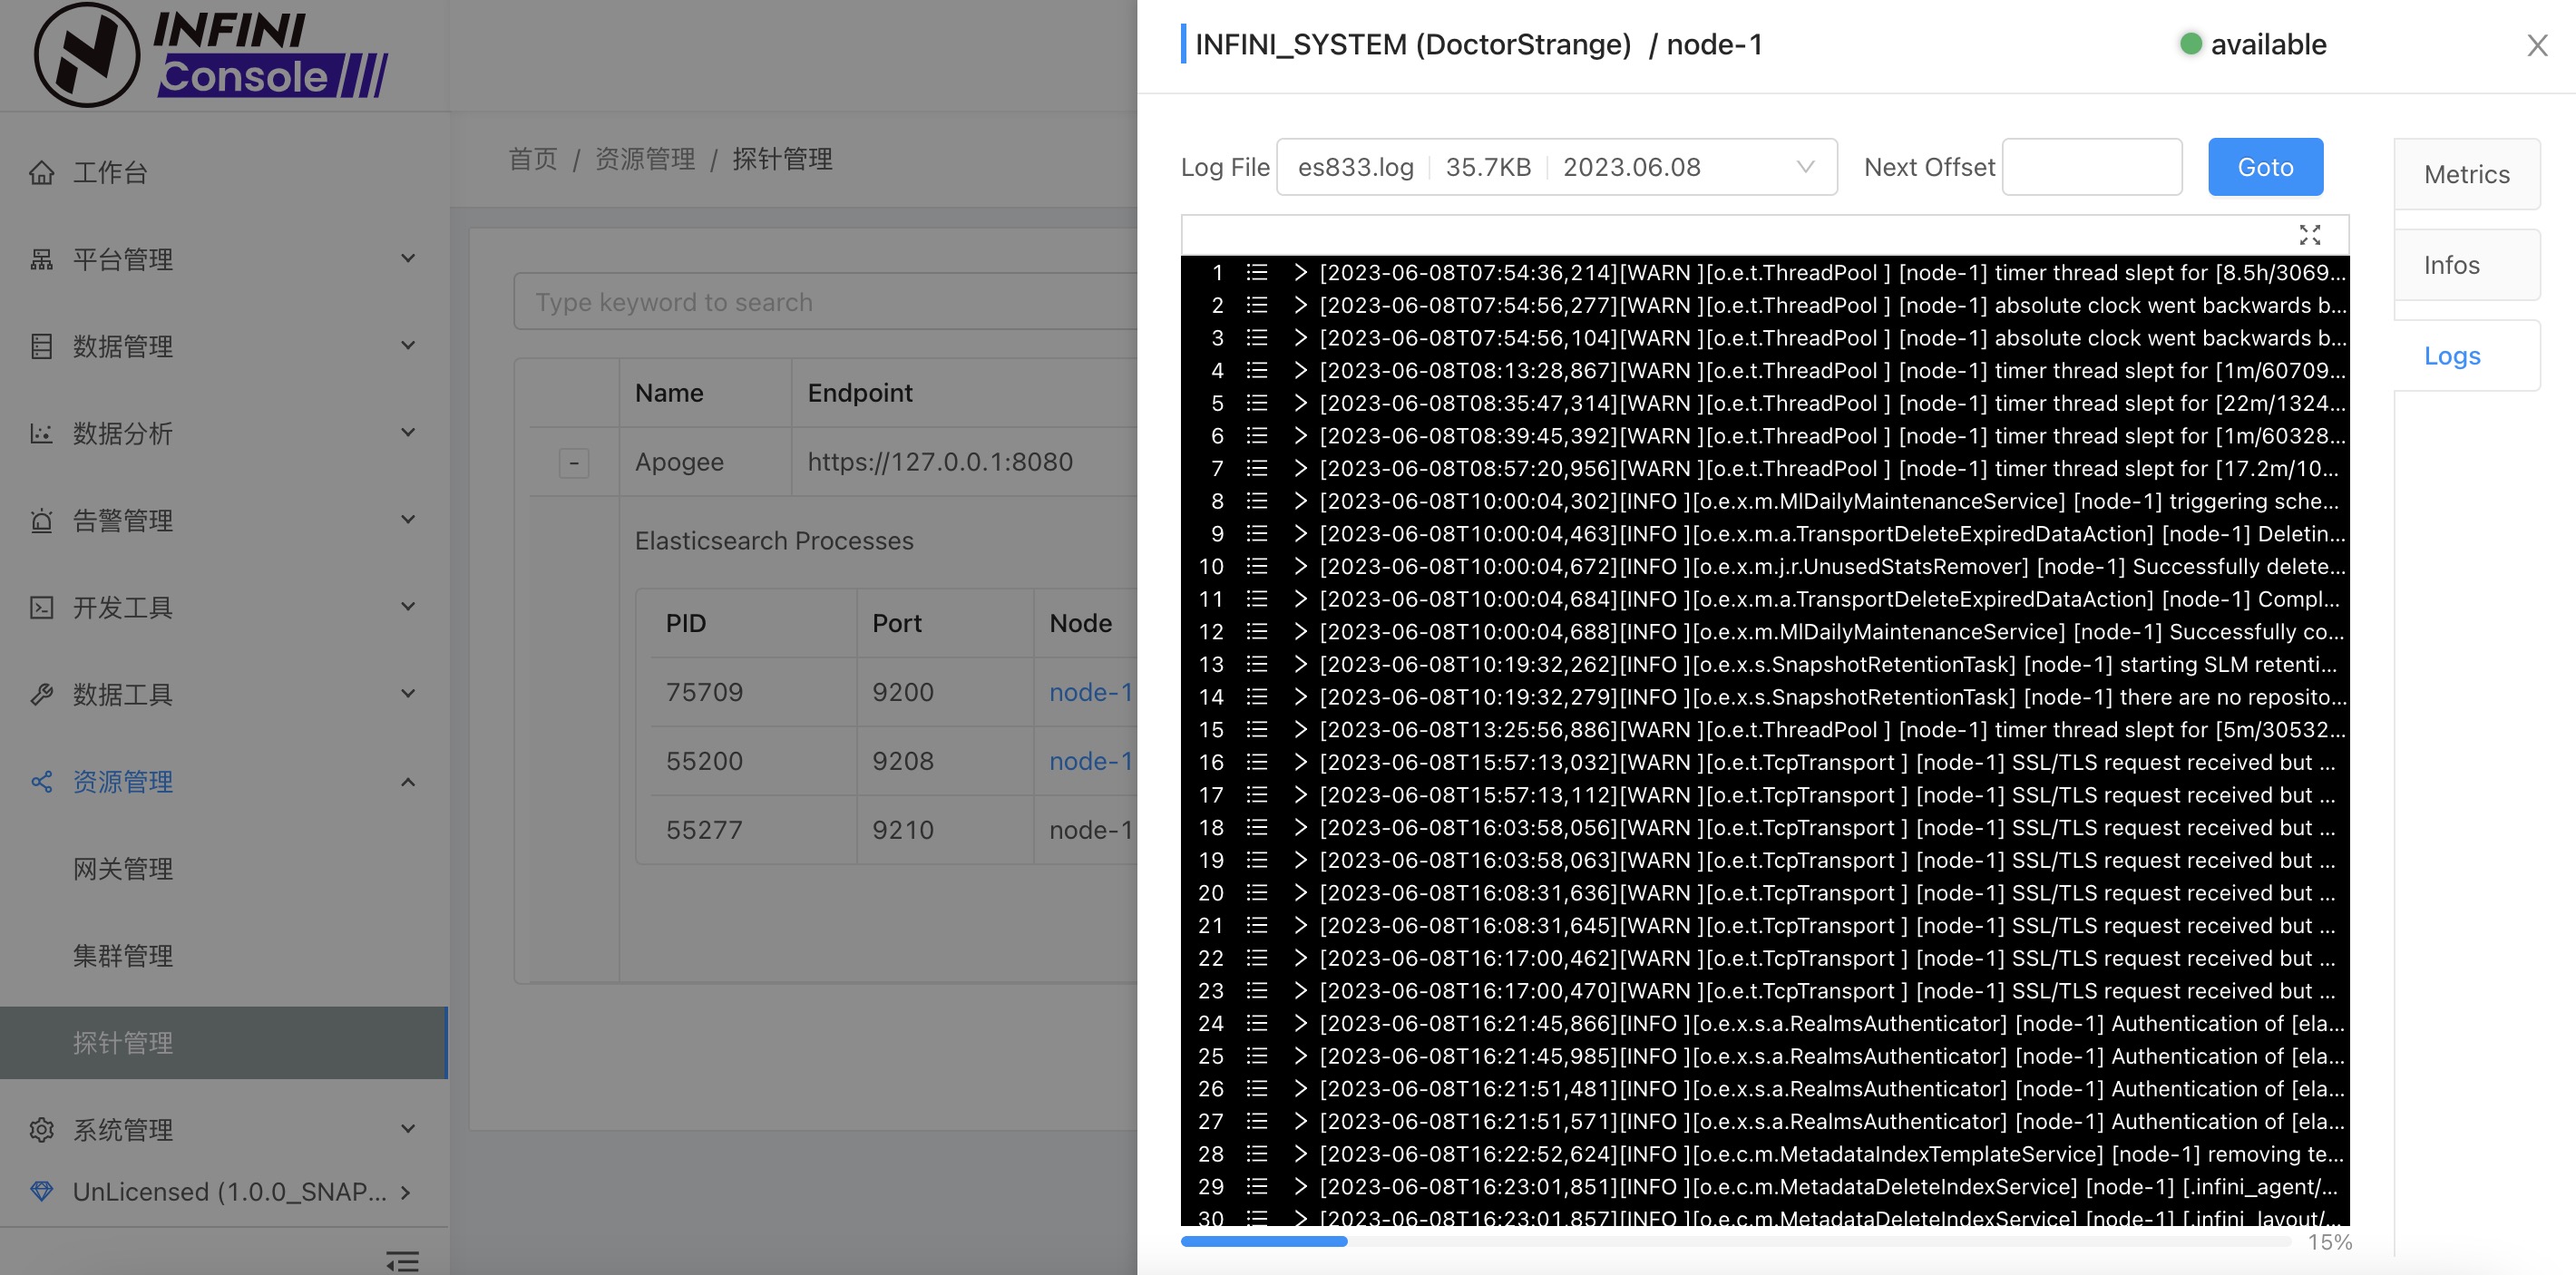 INFINI
Console
工作台
平台管理
数据管理
数据分析
告警管理
开发工具
数据工具
资源管理
网关管理
集群管理
探针管理
系统管理
UnLicensed (1.0.0_SNAP...
首页 / 资源管理 / 探针管理
Type keyword to search
Name Endpoint
- Apogee https://127.0.0.1:8080
Elasticsearch Processes
PID Port Node
75709 9200 node-1
55200 9208 node-1
55277 9210 node-1
INFINI_SYSTEM (DoctorStrange) / node-1
available
Log File es833.log 35.7KB 2023.06.08 Next Offset Goto
Metrics
Infos
Logs
1 [2023-06-08T07:54:36,214][WARN ][o.e.t.ThreadPool ] [node-1] timer thread slept for [8.5h/3069...
2 [2023-06-08T07:54:56,277][WARN ][o.e.t.ThreadPool ] [node-1] absolute clock went backwards b...
3 [2023-06-08T07:54:56,104][WARN ][o.e.t.ThreadPool ] [node-1] absolute clock went backwards b...
4 [2023-06-08T08:13:28,867][WARN ][o.e.t.ThreadPool ] [node-1] timer thread slept for [1m/60709...
5 [2023-06-08T08:35:47,314][WARN ][o.e.t.ThreadPool ] [node-1] timer thread slept for [22m/1324...
6 [2023-06-08T08:39:45,392][WARN ][o.e.t.ThreadPool ] [node-1] timer thread slept for [1m/60328...
7 [2023-06-08T08:57:20,956][WARN ][o.e.t.ThreadPool ] [node-1] timer thread slept for [17.2m/10...
8 [2023-06-08T10:00:04,302][INFO ][o.e.x.m.MlDailyMaintenanceService] [node-1] triggering sche...
9 [2023-06-08T10:00:04,463][INFO ][o.e.x.m.a.TransportDeleteExpiredDataAction] [node-1] Deletin...
10 [2023-06-08T10:00:04,672][INFO ][o.e.x.m.j.r.UnusedStatsRemover] [node-1] Successfully delete...
11 [2023-06-08T10:00:04,684][INFO ][o.e.x.m.a.TransportDeleteExpiredDataAction] [node-1] Compl...
12 [2023-06-08T10:00:04,688][INFO ][o.e.x.m.MlDailyMaintenanceService] [node-1] Successfully co...
13 [2023-06-08T10:19:32,262][INFO ][o.e.x.s.SnapshotRetentionTask] [node-1] starting SLM retenti...
14 [2023-06-08T10:19:32,279][INFO ][o.e.x.s.SnapshotRetentionTask] [node-1] there are no reposito...
15 [2023-06-08T13:25:56,886][WARN ][o.e.t.ThreadPool ] [node-1] timer thread slept for [5m/30532...
16 [2023-06-08T15:57:13,032][WARN ][o.e.t.TcpTransport ] [node-1] SSL/TLS request received but ...
17 [2023-06-08T15:57:13,112][WARN ][o.e.t.TcpTransport ] [node-1] SSL/TLS request received but ...
18 [2023-06-08T16:03:58,056][WARN ][o.e.t.TcpTransport ] [node-1] SSL/TLS request received but ...
19 [2023-06-08T16:03:58,063][WARN ][o.e.t.TcpTransport ] [node-1] SSL/TLS request received but ...
20 [2023-06-08T16:08:31,636][WARN ][o.e.t.TcpTransport ] [node-1] SSL/TLS request received but ...
21 [2023-06-08T16:08:31,645][WARN ][o.e.t.TcpTransport ] [node-1] SSL/TLS request received but ...
22 [2023-06-08T16:17:00,462][WARN ][o.e.t.TcpTransport ] [node-1] SSL/TLS request received but ...
23 [2023-06-08T16:17:00,470][WARN ][o.e.t.TcpTransport ] [node-1] SSL/TLS request received but ...
24 [2023-06-08T16:21:45,866][INFO ][o.e.x.s.a.RealmsAuthenticator] [node-1] Authentication of [ela...
25 [2023-06-08T16:21:45,985][INFO ][o.e.x.s.a.RealmsAuthenticator] [node-1] Authentication of [ela...
26 [2023-06-08T16:21:51,481][INFO ][o.e.x.s.a.RealmsAuthenticator] [node-1] Authentication of [ela...
27 [2023-06-08T16:21:51,571][INFO ][o.e.x.s.a.RealmsAuthenticator] [node-1] Authentication of [ela...
28 [2023-06-08T16:22:52,624][INFO ][o.e.c.m.MetadataIndexTemplateService] [node-1] removing te...
29 [2023-06-08T16:23:01,851][INFO ][o.e.c.m.MetadataDeleteIndexService] [node-1] [.infini_agent/...
30 [2023-06-08T16:23:01,857][INFO ][o.e.c.m.MetadataDeleteIndexService] [node-1] [.infini_layout/...
15%